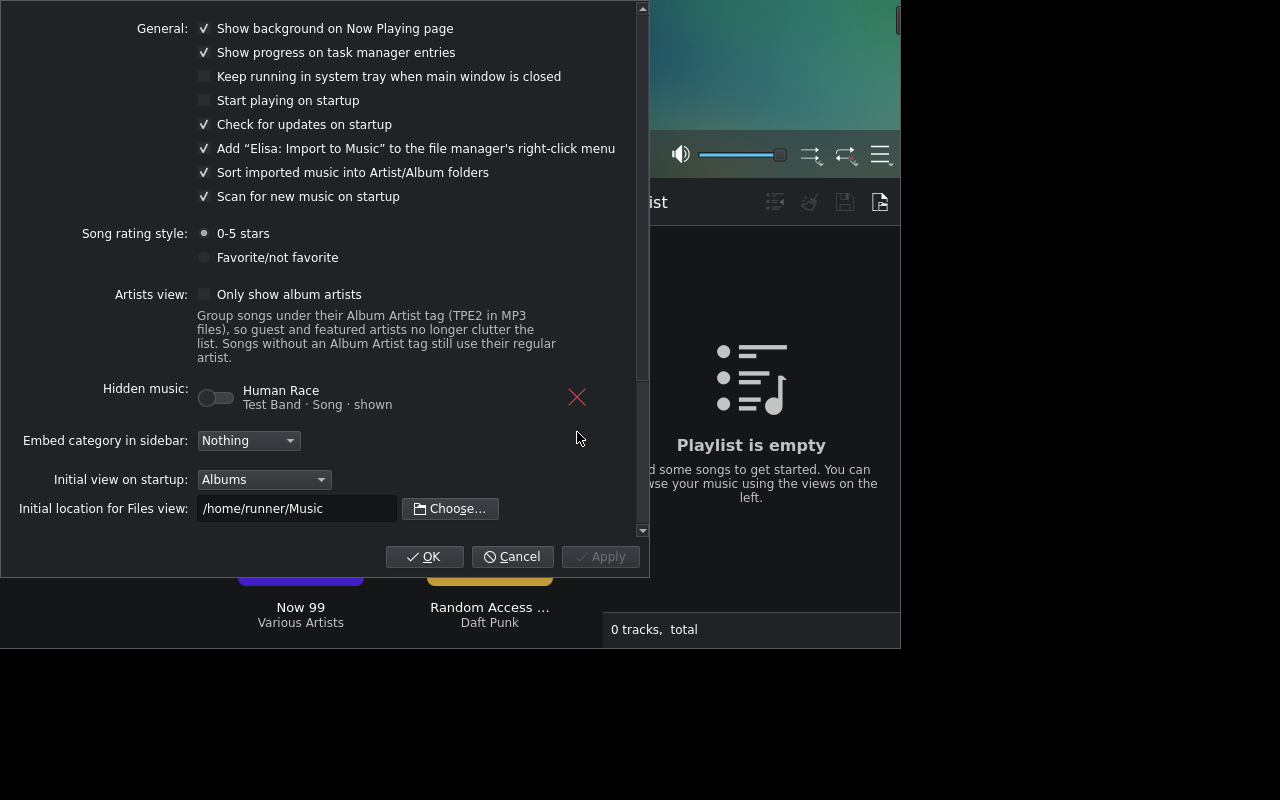 General:
Show background on Now Playing page
Show progress on task manager entries
Keep running in system tray when main window is closed
Start playing on startup
Check for updates on startup
Add “Elisa: Import to Music” to the file manager's right-click menu
Sort imported music into Artist/Album folders
Scan for new music on startup
Song rating style:
0-5 stars
Favorite/not favorite
Artists view:
Only show album artists
Group songs under their Album Artist tag (TPE2 in MP3
files), so guest and featured artists no longer clutter the
list. Songs without an Album Artist tag still use their regular
artist.
Hidden music:
Human Race
Test Band · Song · shown
Embed category in sidebar:
Nothing
Initial view on startup:
Albums
Initial location for Files view:
/home/runner/Music
Choose...
OK
Cancel
Apply
ist
Playlist is empty
d some songs to get started. You can
wse your music using the views on the
left.
Now 99
Various Artists
Random Access ...
Daft Punk
0 tracks, total